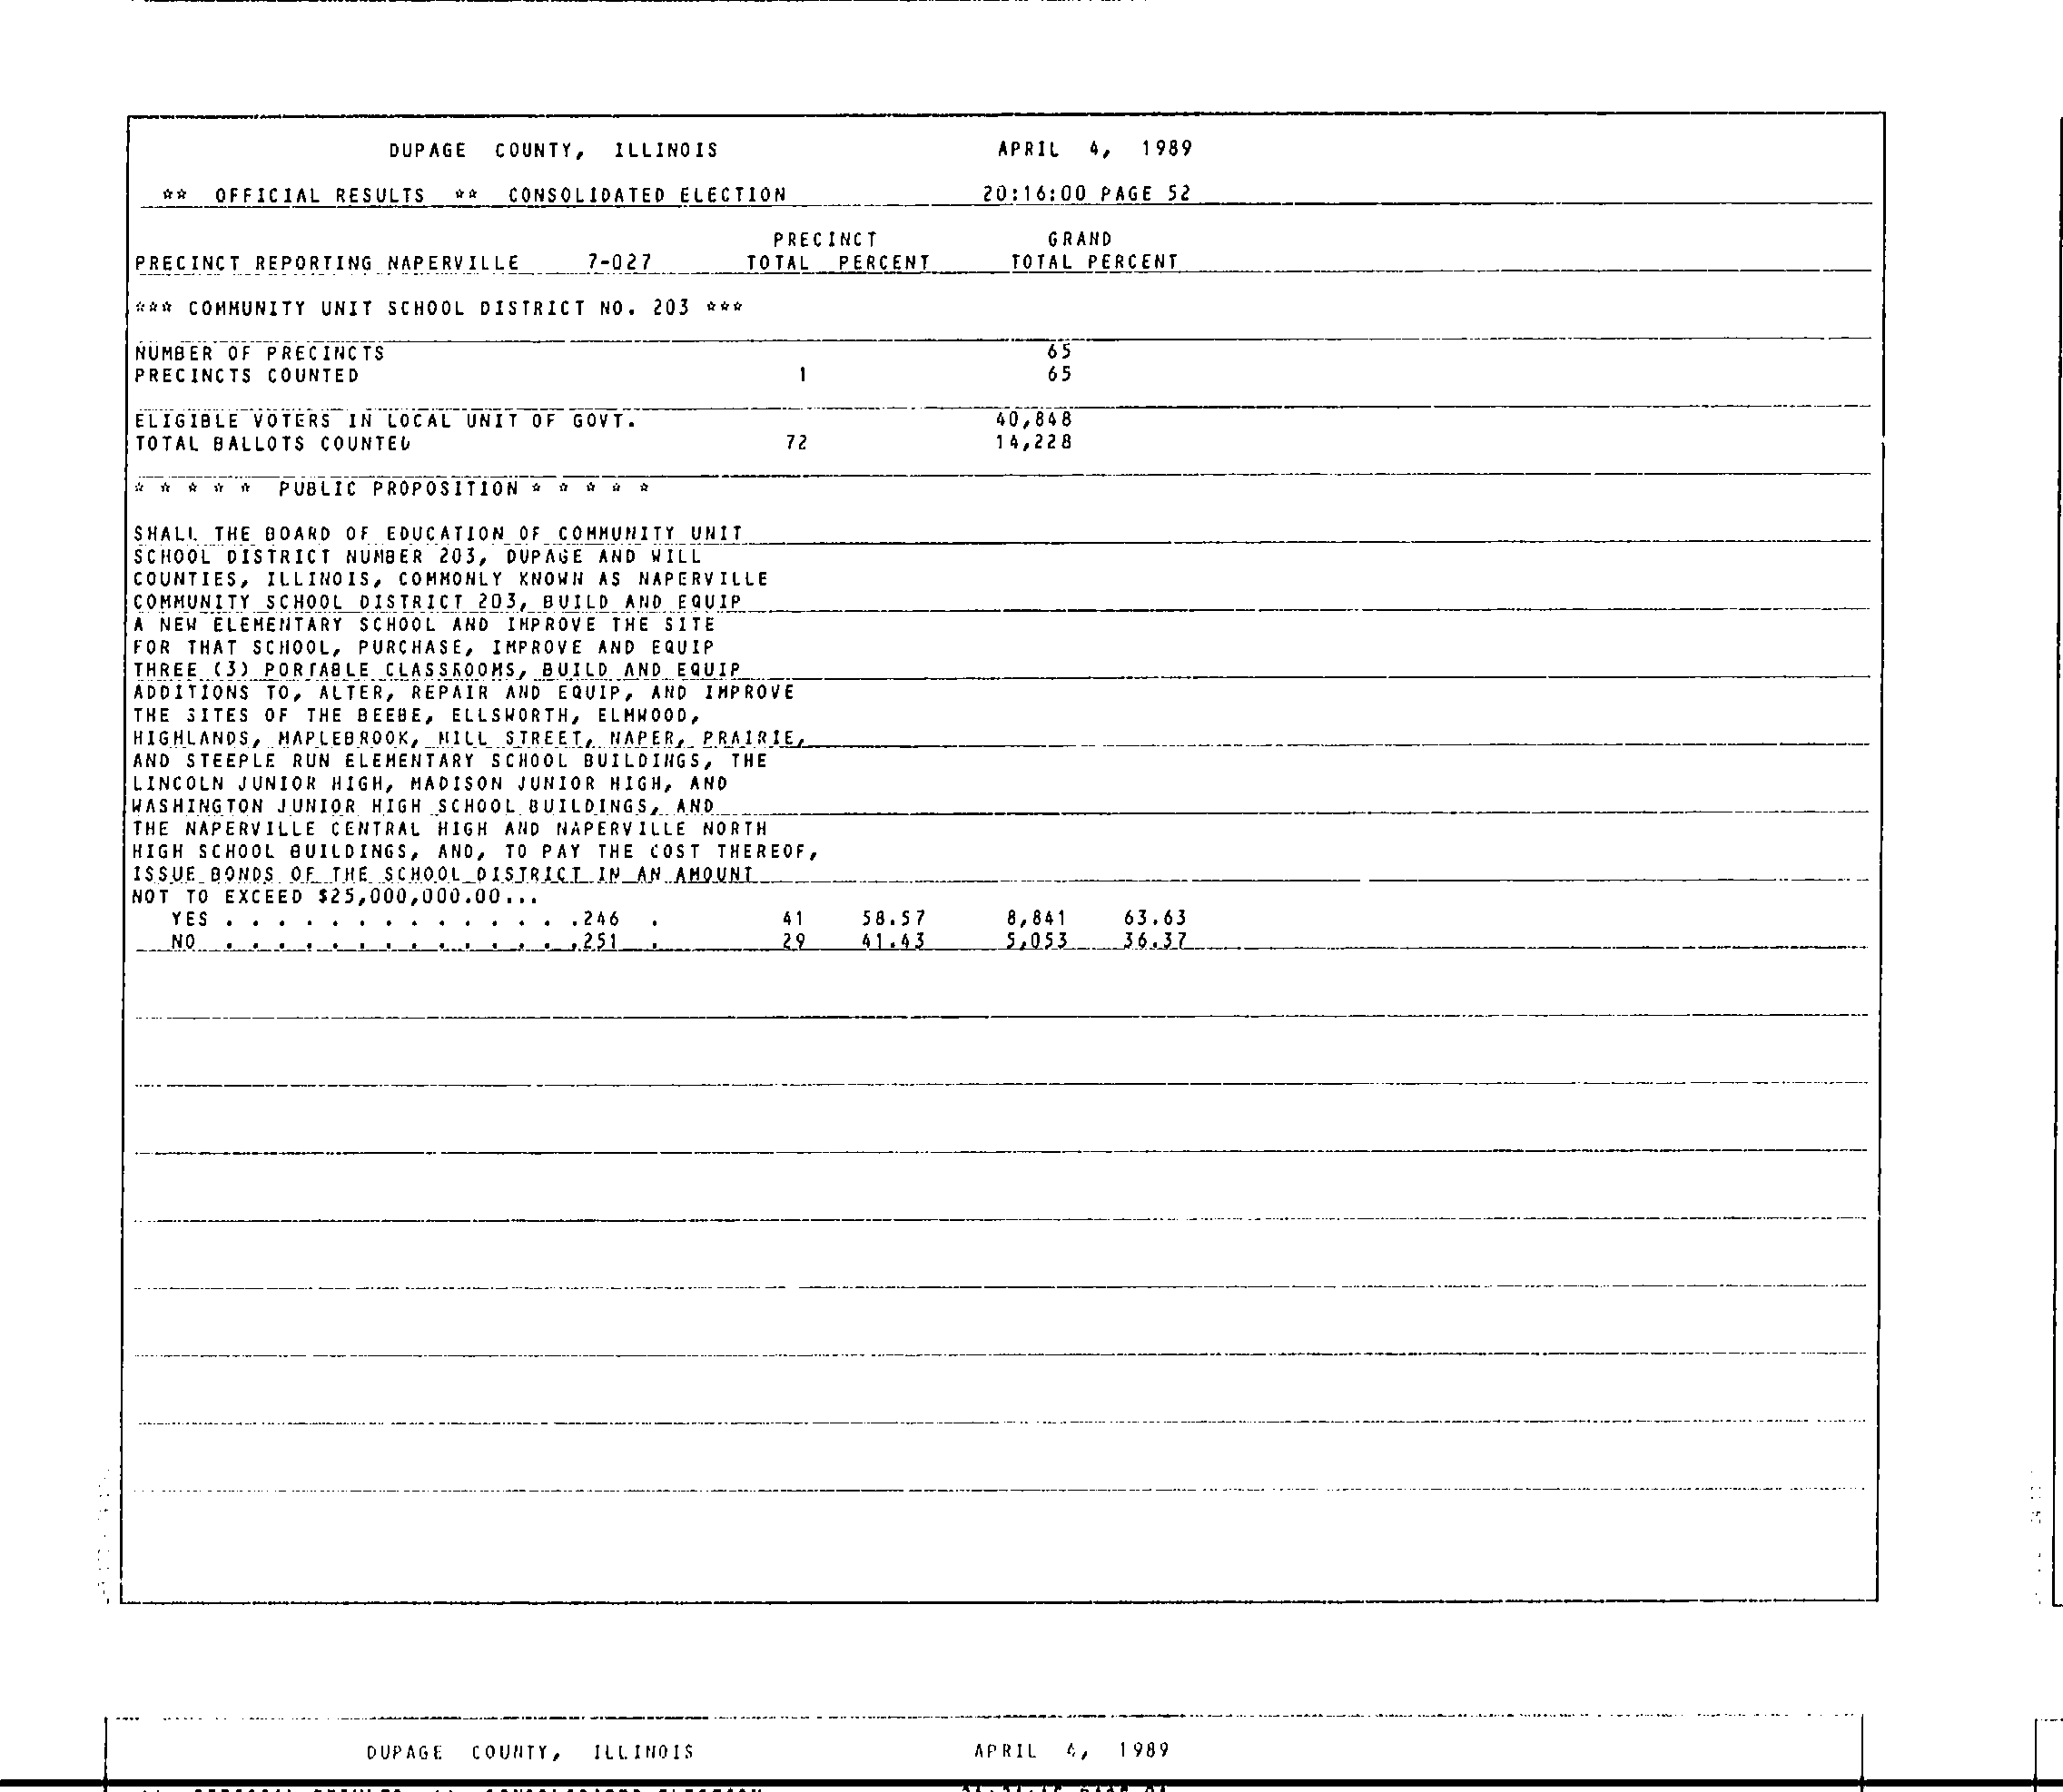 DUPAGE COUNTY, ILLINOIS APRIL 4, 1989
** OFFICIAL RESULTS ** CONSOLIDATED ELECTION 20:16:00 PAGE 52
PRECINCT GRAND
PRECINCT REPORTING NAPERVILLE 7-027 TOTAL PERCENT TOTAL PERCENT
*** COMMUNITY UNIT SCHOOL DISTRICT NO. 203 ***
NUMBER OF PRECINCTS 65
PRECINCTS COUNTED 1 65
ELIGIBLE VOTERS IN LOCAL UNIT OF GOVT. 40,848
TOTAL BALLOTS COUNTED 72 14,228
* * * * * PUBLIC PROPOSITION * * * * *
SHALL THE BOARD OF EDUCATION OF COMMUNITY UNIT
SCHOOL DISTRICT NUMBER 203, DUPAGE AND WILL
COUNTIES, ILLINOIS, COMMONLY KNOWN AS NAPERVILLE
COMMUNITY SCHOOL DISTRICT 203, BUILD AND EQUIP
A NEW ELEMENTARY SCHOOL AND IMPROVE THE SITE
FOR THAT SCHOOL, PURCHASE, IMPROVE AND EQUIP
THREE (3) PORTABLE CLASSROOMS, BUILD AND EQUIP
ADDITIONS TO, ALTER, REPAIR AND EQUIP, AND IMPROVE
THE SITES OF THE BEEBE, ELLSWORTH, ELMWOOD,
HIGHLANDS, MAPLEBROOK, MILL STREET, NAPER, PRAIRIE,
AND STEEPLE RUN ELEMENTARY SCHOOL BUILDINGS, THE
LINCOLN JUNIOR HIGH, MADISON JUNIOR HIGH, AND
WASHINGTON JUNIOR HIGH SCHOOL BUILDINGS, AND
THE NAPERVILLE CENTRAL HIGH AND NAPERVILLE NORTH
HIGH SCHOOL BUILDINGS, AND, TO PAY THE COST THEREOF,
ISSUE BONDS OF THE SCHOOL DISTRICT IN AN AMOUNT
NOT TO EXCEED $25,000,000.00...
YES . . . . . . . . . . . . . .246 . 41 58.57 8,841 63.63
NO . . . . . . . . . . . . . .251 . 29 41.43 5,053 36.37
DUPAGE COUNTY, ILLINOIS APRIL 4, 1989